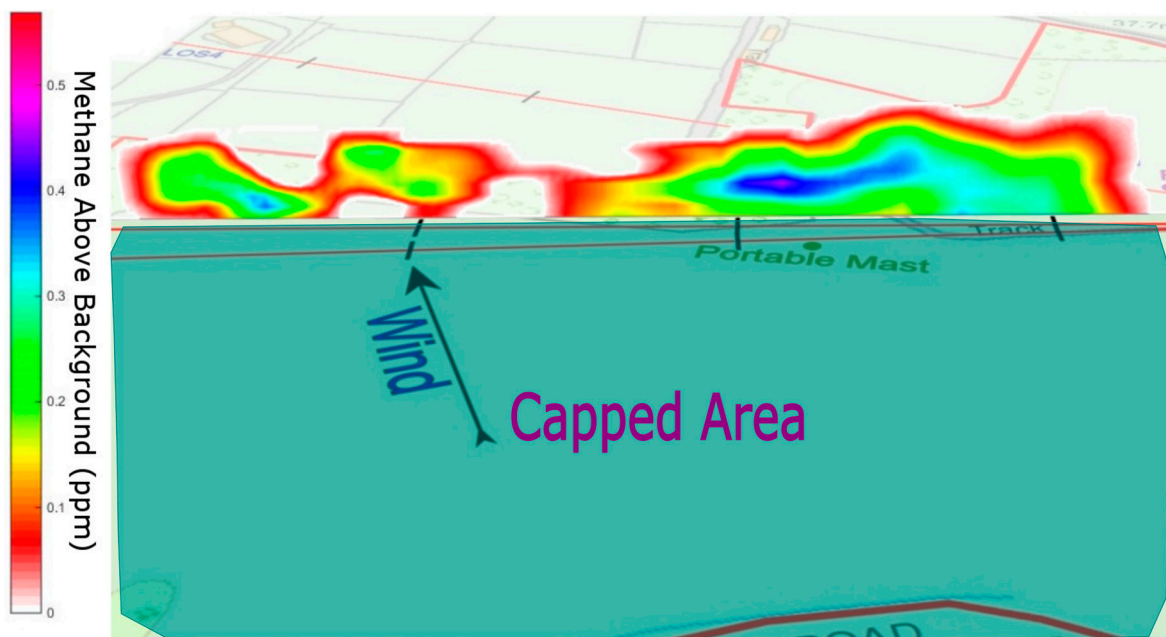 0.5
0.4
0.3
0.2
0.1
0
Methane Above Background (ppm)
LOS4
Track
Portable Mast
Wind
Capped Area
ROAD